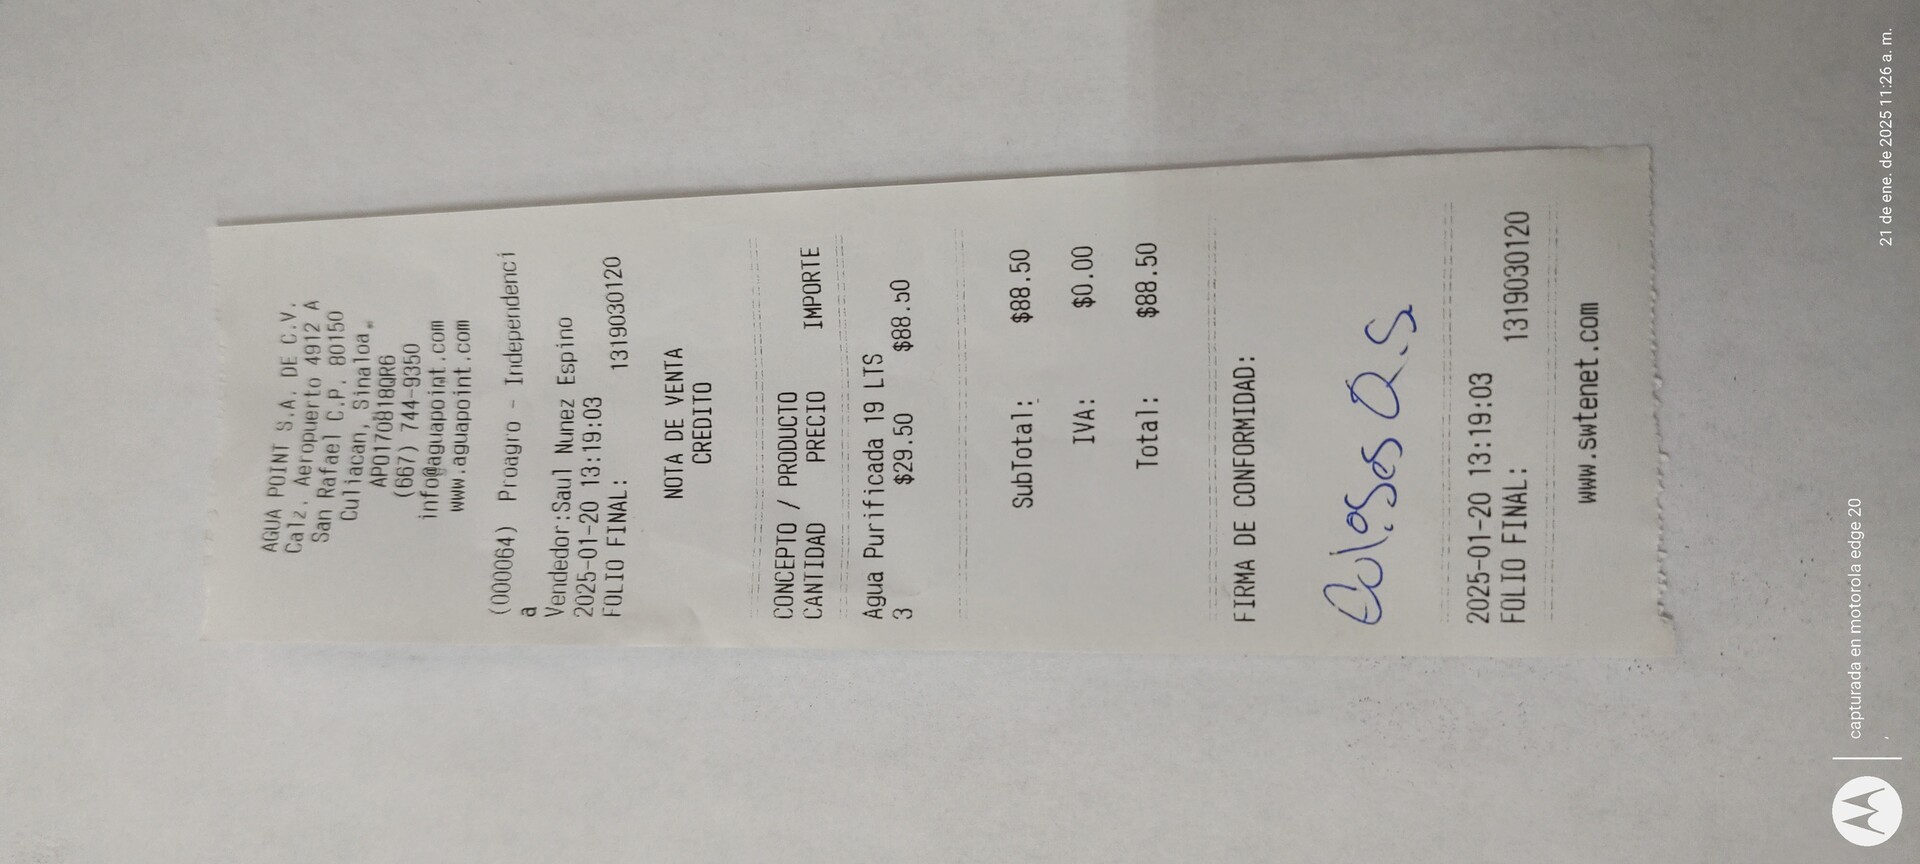 AGUA POINT S.A. DE C.V.
Calz. Aeropuerto 4912 A
San Rafael C.P. 80150
Culiacan, Sinaloa.
APO170818QR6
(667) 744-9350
info@aguapoint.com
www.aguapoint.com
(000064) Proagro - Independenci
a
Vendedor:Saul Nunez Espino
2025-01-20 13:19:03
FOLIO FINAL: 1319030120
NOTA DE VENTA
CREDITO
CONCEPTO / PRODUCTO
CANTIDAD PRECIO IMPORTE
Agua Purificada 19 LTS
3 $29.50 $88.50
SubTotal: $88.50
IVA: $0.00
Total: $88.50
FIRMA DE CONFORMIDAD:
2025-01-20 13:19:03
FOLIO FINAL: 1319030120
www.swtenet.com
capturada en motorola edge 20
21 de ene. de 2025 11:26 a. m.